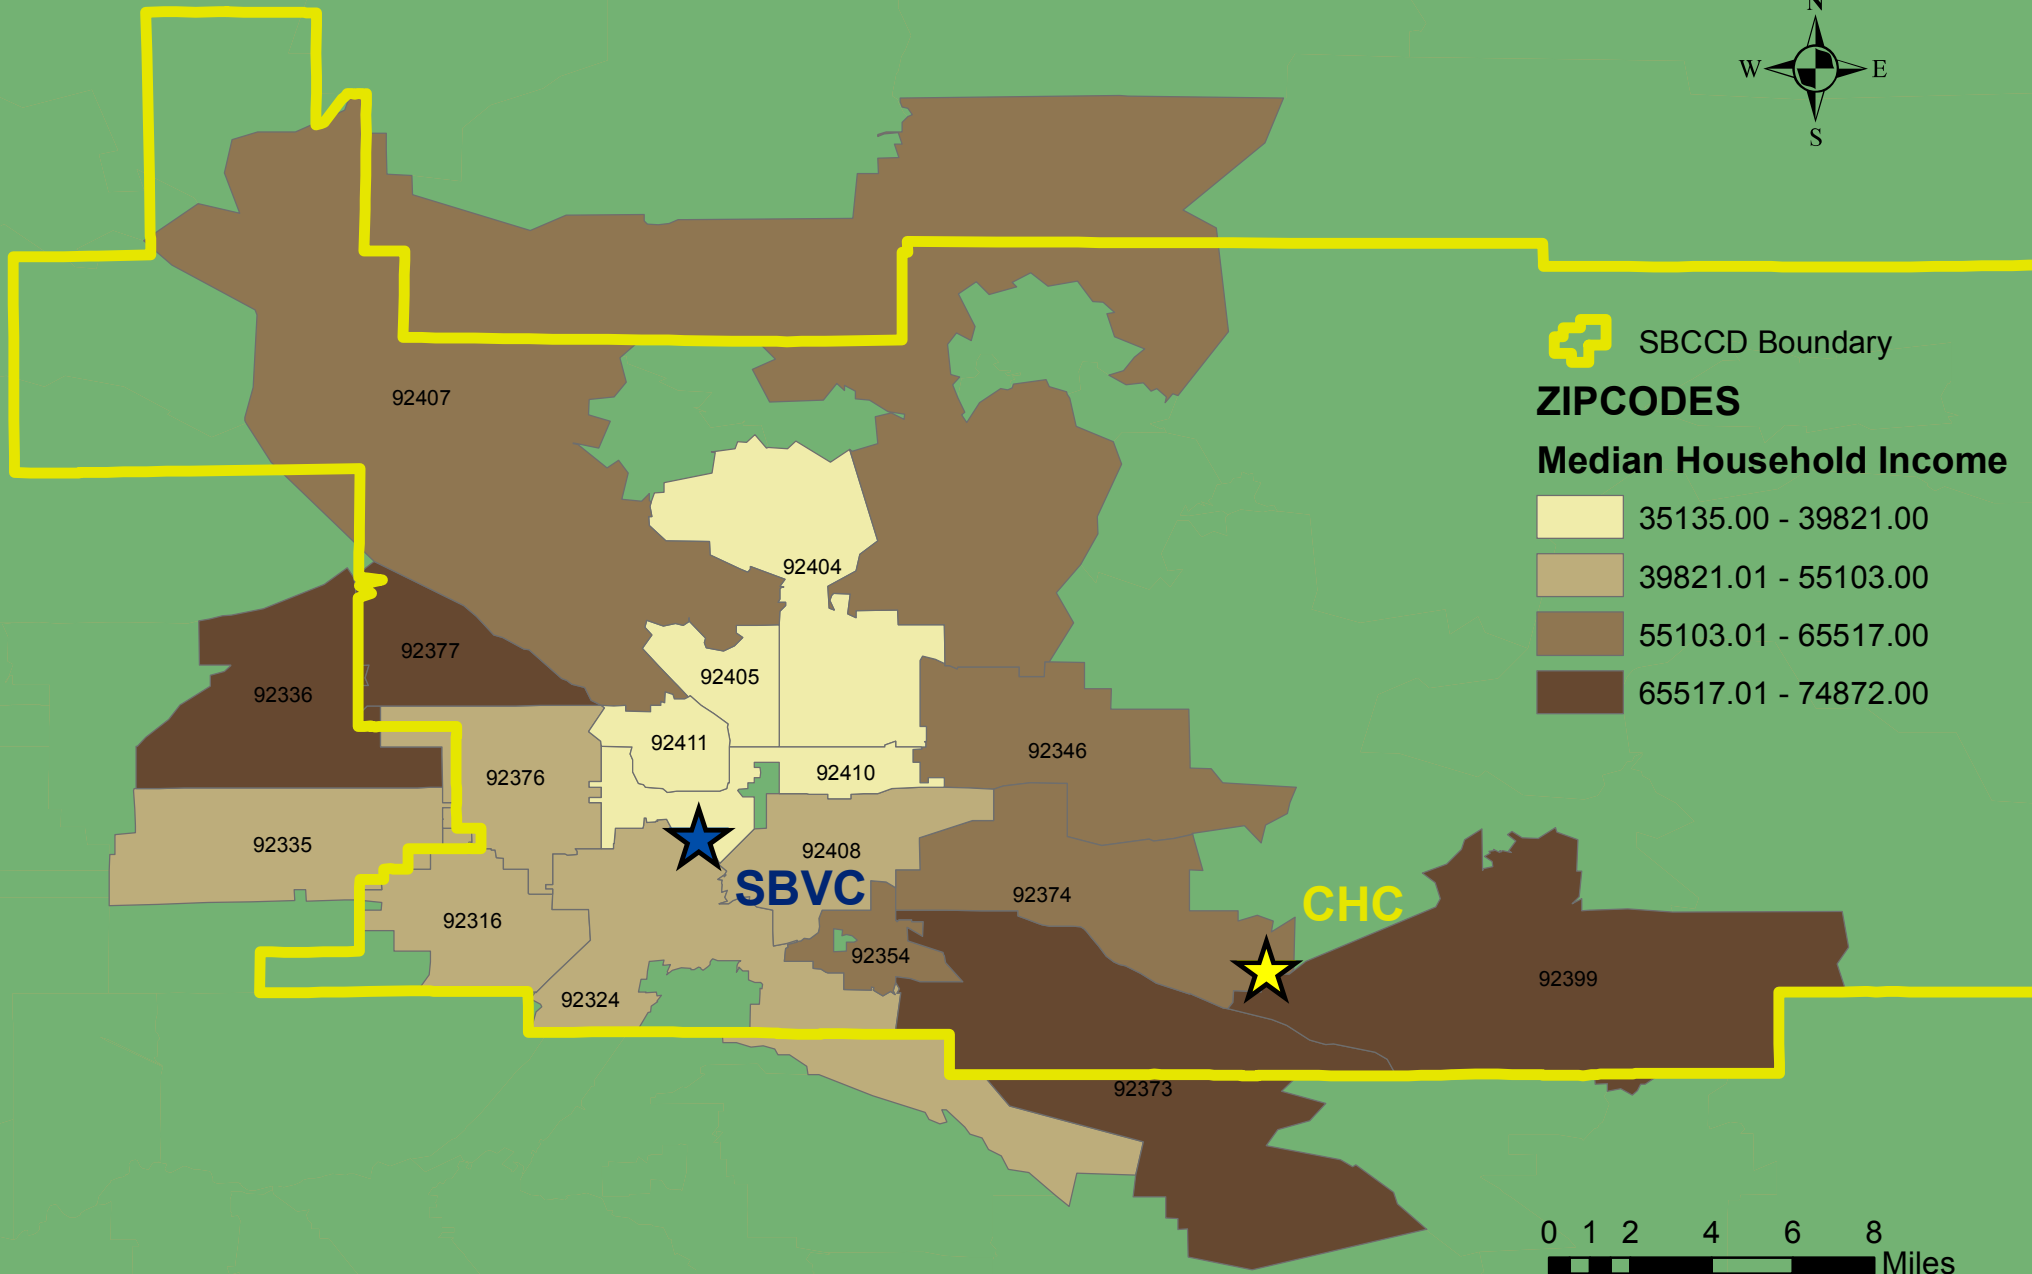 N
W
E
S
SBCCD Boundary
ZIPCODES
Median Household Income
35135.00 - 39821.00
39821.01 - 55103.00
55103.01 - 65517.00
65517.01 - 74872.00
92407
92404
92377
92405
92336
92411
92346
92410
92376
92335
92408
SBVC
92374
CHC
92316
92354
92399
92324
92373
0 1 2 4 6 8
Miles